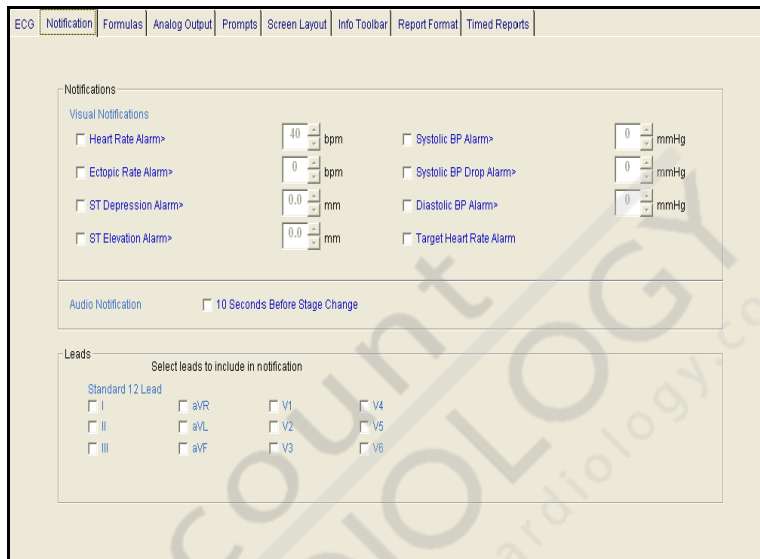 ECG Notification Formulas Analog Output Prompts Screen Layout Info Toolbar Report Format Timed Reports
Notifications
Visual Notifications
Heart Rate Alarm> 40 bpm Systolic BP Alarm> 0 mmHg
Ectopic Rate Alarm> 0 bpm Systolic BP Drop Alarm> 0 mmHg
ST Depression Alarm> 0.0 mm Diastolic BP Alarm> 0 mmHg
ST Elevation Alarm> 0.0 mm Target Heart Rate Alarm
Audio Notification 10 Seconds Before Stage Change
Leads
Select leads to include in notification
Standard 12 Lead
I aVR V1 V4
II aVL V2 V5
III aVF V3 V6
count
DIOLOGY
ardiology.co